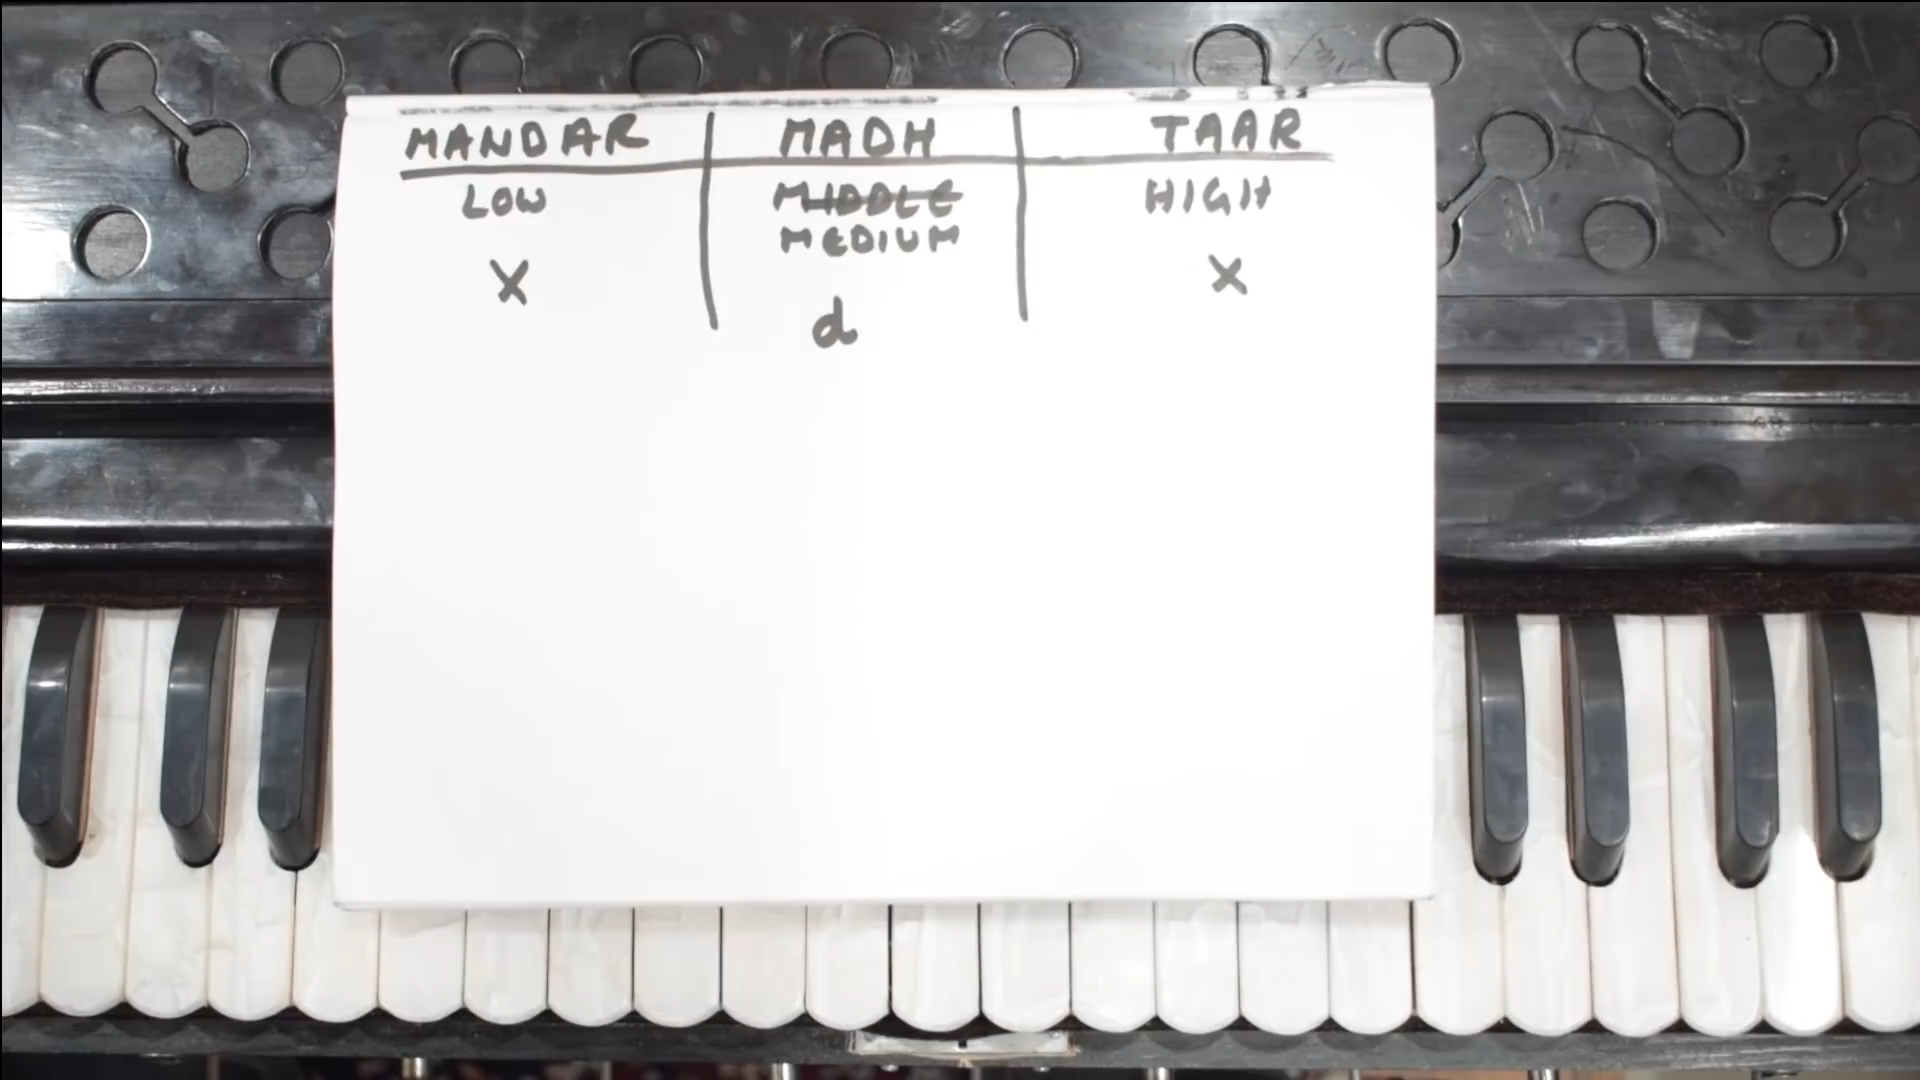 MANDAR MADH TAAR
LOW MIDDLE HIGH
MEDIUM
X X
d